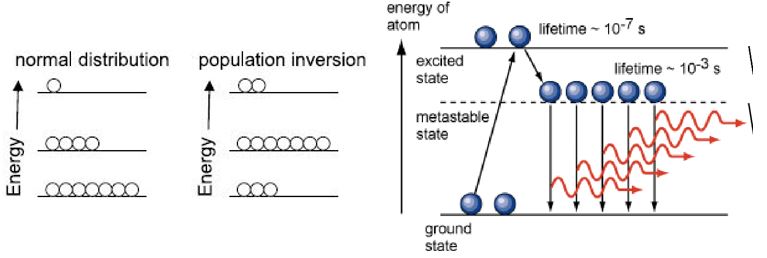 normal distribution
Energy
population inversion
Energy
energy of
atom
lifetime ~ 10⁻⁷ s
excited
state
lifetime ~ 10⁻³ s
metastable
state
ground
state